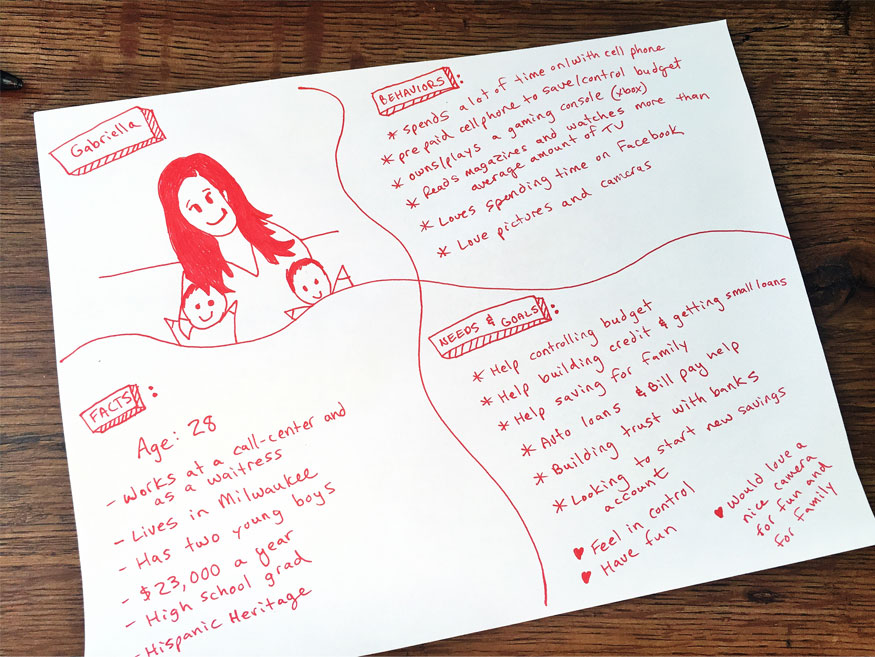 Gabriella
BEHAVIORS:
* Spends a lot of time on/with cell phone
* prepaid cellphone to save/control budget
* owns/plays a gaming console (xbox)
* Reads magazines and watches more than
average amount of TV
* Loves spending time on Facebook
* Love pictures and cameras
FACTS:
Age: 28
- Works at a call-center and
as a waitress
- Lives in Milwaukee
- Has two young boys
- $23,000 a year
- High school grad
- Hispanic Heritage
NEEDS & GOALS:
* Help controlling budget
* Help building credit & getting small loans
* Help saving for family
* Auto loans & Bill pay help
* Building trust with banks
* Looking to start new savings
account
♥ Feel in control
♥ Have fun
♥ Would love a
nice camera
for fun and
for family